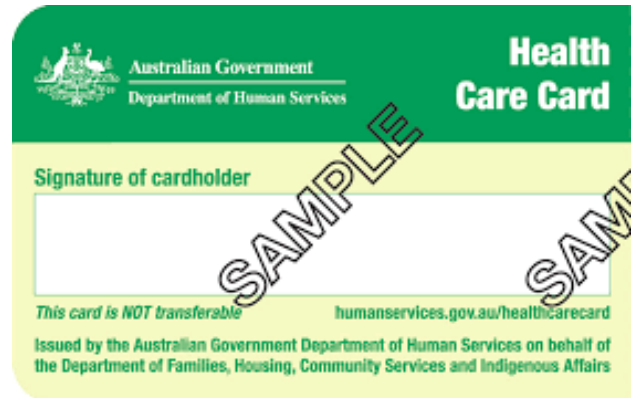 Australian Government
Department of Human Services
Health
Care Card
Signature of cardholder
SAMPLE
SAMP
This card is NOT transferable
humanservices.gov.au/healthcarecard
Issued by the Australian Government Department of Human Services on behalf of
the Department of Families, Housing, Community Services and Indigenous Affairs